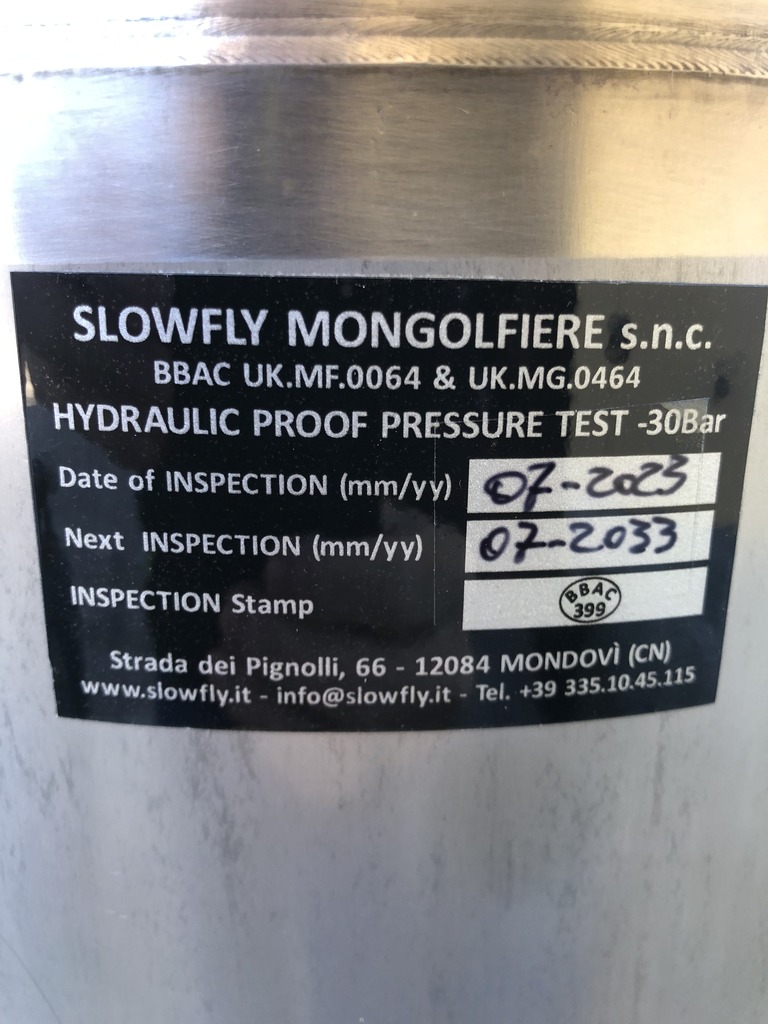 SLOWFLY MONGOLFIERE s.n.c.
BBAC UK.MF.0064 & UK.MG.0464
HYDRAULIC PROOF PRESSURE TEST -30Bar
Date of INSPECTION (mm/yy) 07-2023
Next INSPECTION (mm/yy) 07-2033
INSPECTION Stamp BBAC 399
Strada dei Pignolli, 66 - 12084 MONDOVÌ (CN)
www.slowfly.it - info@slowfly.it - Tel. +39 335.10.45.115